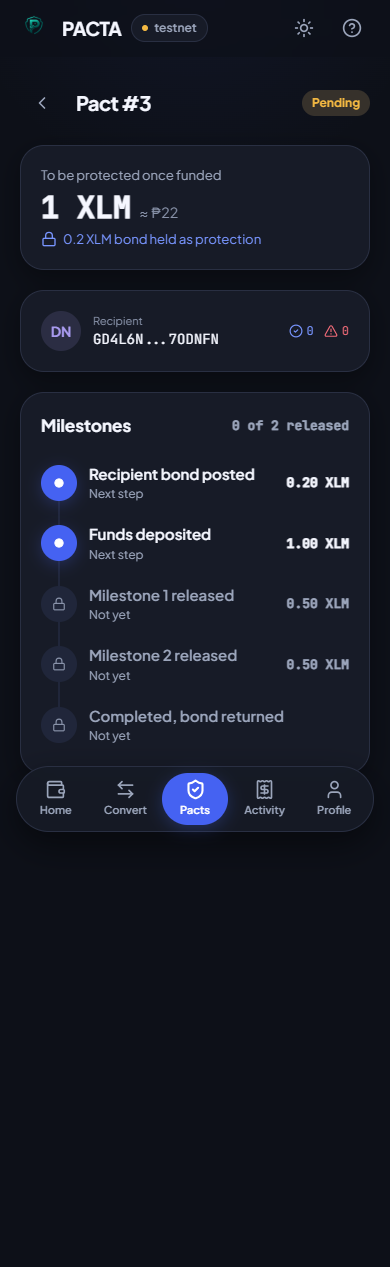 PACTA
testnet
Pact #3
Pending
To be protected once funded
1 XLM ≈ ₱22
0.2 XLM bond held as protection
DN
Recipient
GD4L6N...7ODNFN
0
0
Milestones
0 of 2 released
Recipient bond posted
0.20 XLM
Next step
Funds deposited
1.00 XLM
Next step
Milestone 1 released
0.50 XLM
Not yet
Milestone 2 released
0.50 XLM
Not yet
Completed, bond returned
Not yet
Home
Convert
Pacts
Activity
Profile